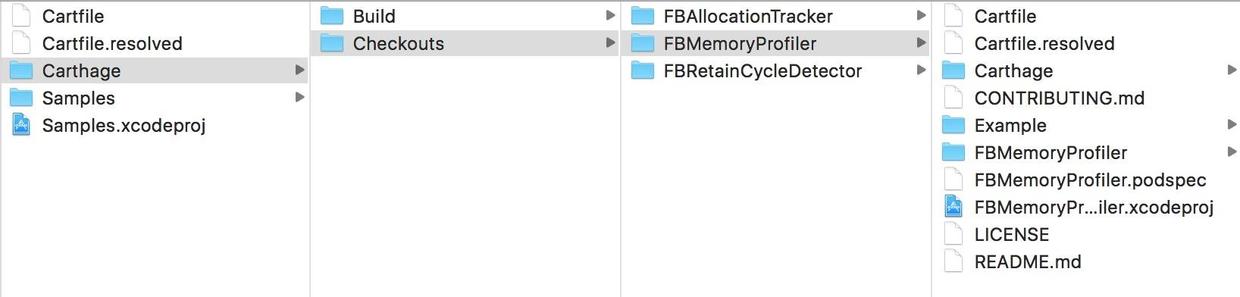 Cartfile
Cartfile.resolved
Carthage
Samples
Samples.xcodeproj
Build
Checkouts
FBAllocationTracker
FBMemoryProfiler
FBRetainCycleDetector
Cartfile
Cartfile.resolved
Carthage
CONTRIBUTING.md
Example
FBMemoryProfiler
FBMemoryProfiler.podspec
FBMemoryPr...iler.xcodeproj
LICENSE
README.md